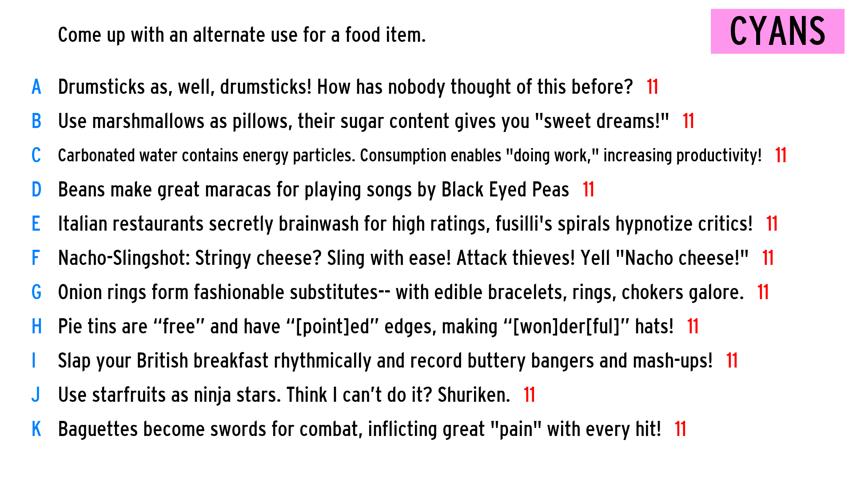 CYANS
Come up with an alternate use for a food item.
A Drumsticks as, well, drumsticks! How has nobody thought of this before? 11
B Use marshmallows as pillows, their sugar content gives you "sweet dreams!" 11
C Carbonated water contains energy particles. Consumption enables "doing work," increasing productivity! 11
D Beans make great maracas for playing songs by Black Eyed Peas 11
E Italian restaurants secretly brainwash for high ratings, fusilli's spirals hypnotize critics! 11
F Nacho-Slingshot: Stringy cheese? Sling with ease! Attack thieves! Yell "Nacho cheese!" 11
G Onion rings form fashionable substitutes-- with edible bracelets, rings, chokers galore. 11
H Pie tins are “free” and have “[point]ed” edges, making “[won]der[ful]” hats! 11
I Slap your British breakfast rhythmically and record buttery bangers and mash-ups! 11
J Use starfruits as ninja stars. Think I can’t do it? Shuriken. 11
K Baguettes become swords for combat, inflicting great "pain" with every hit! 11